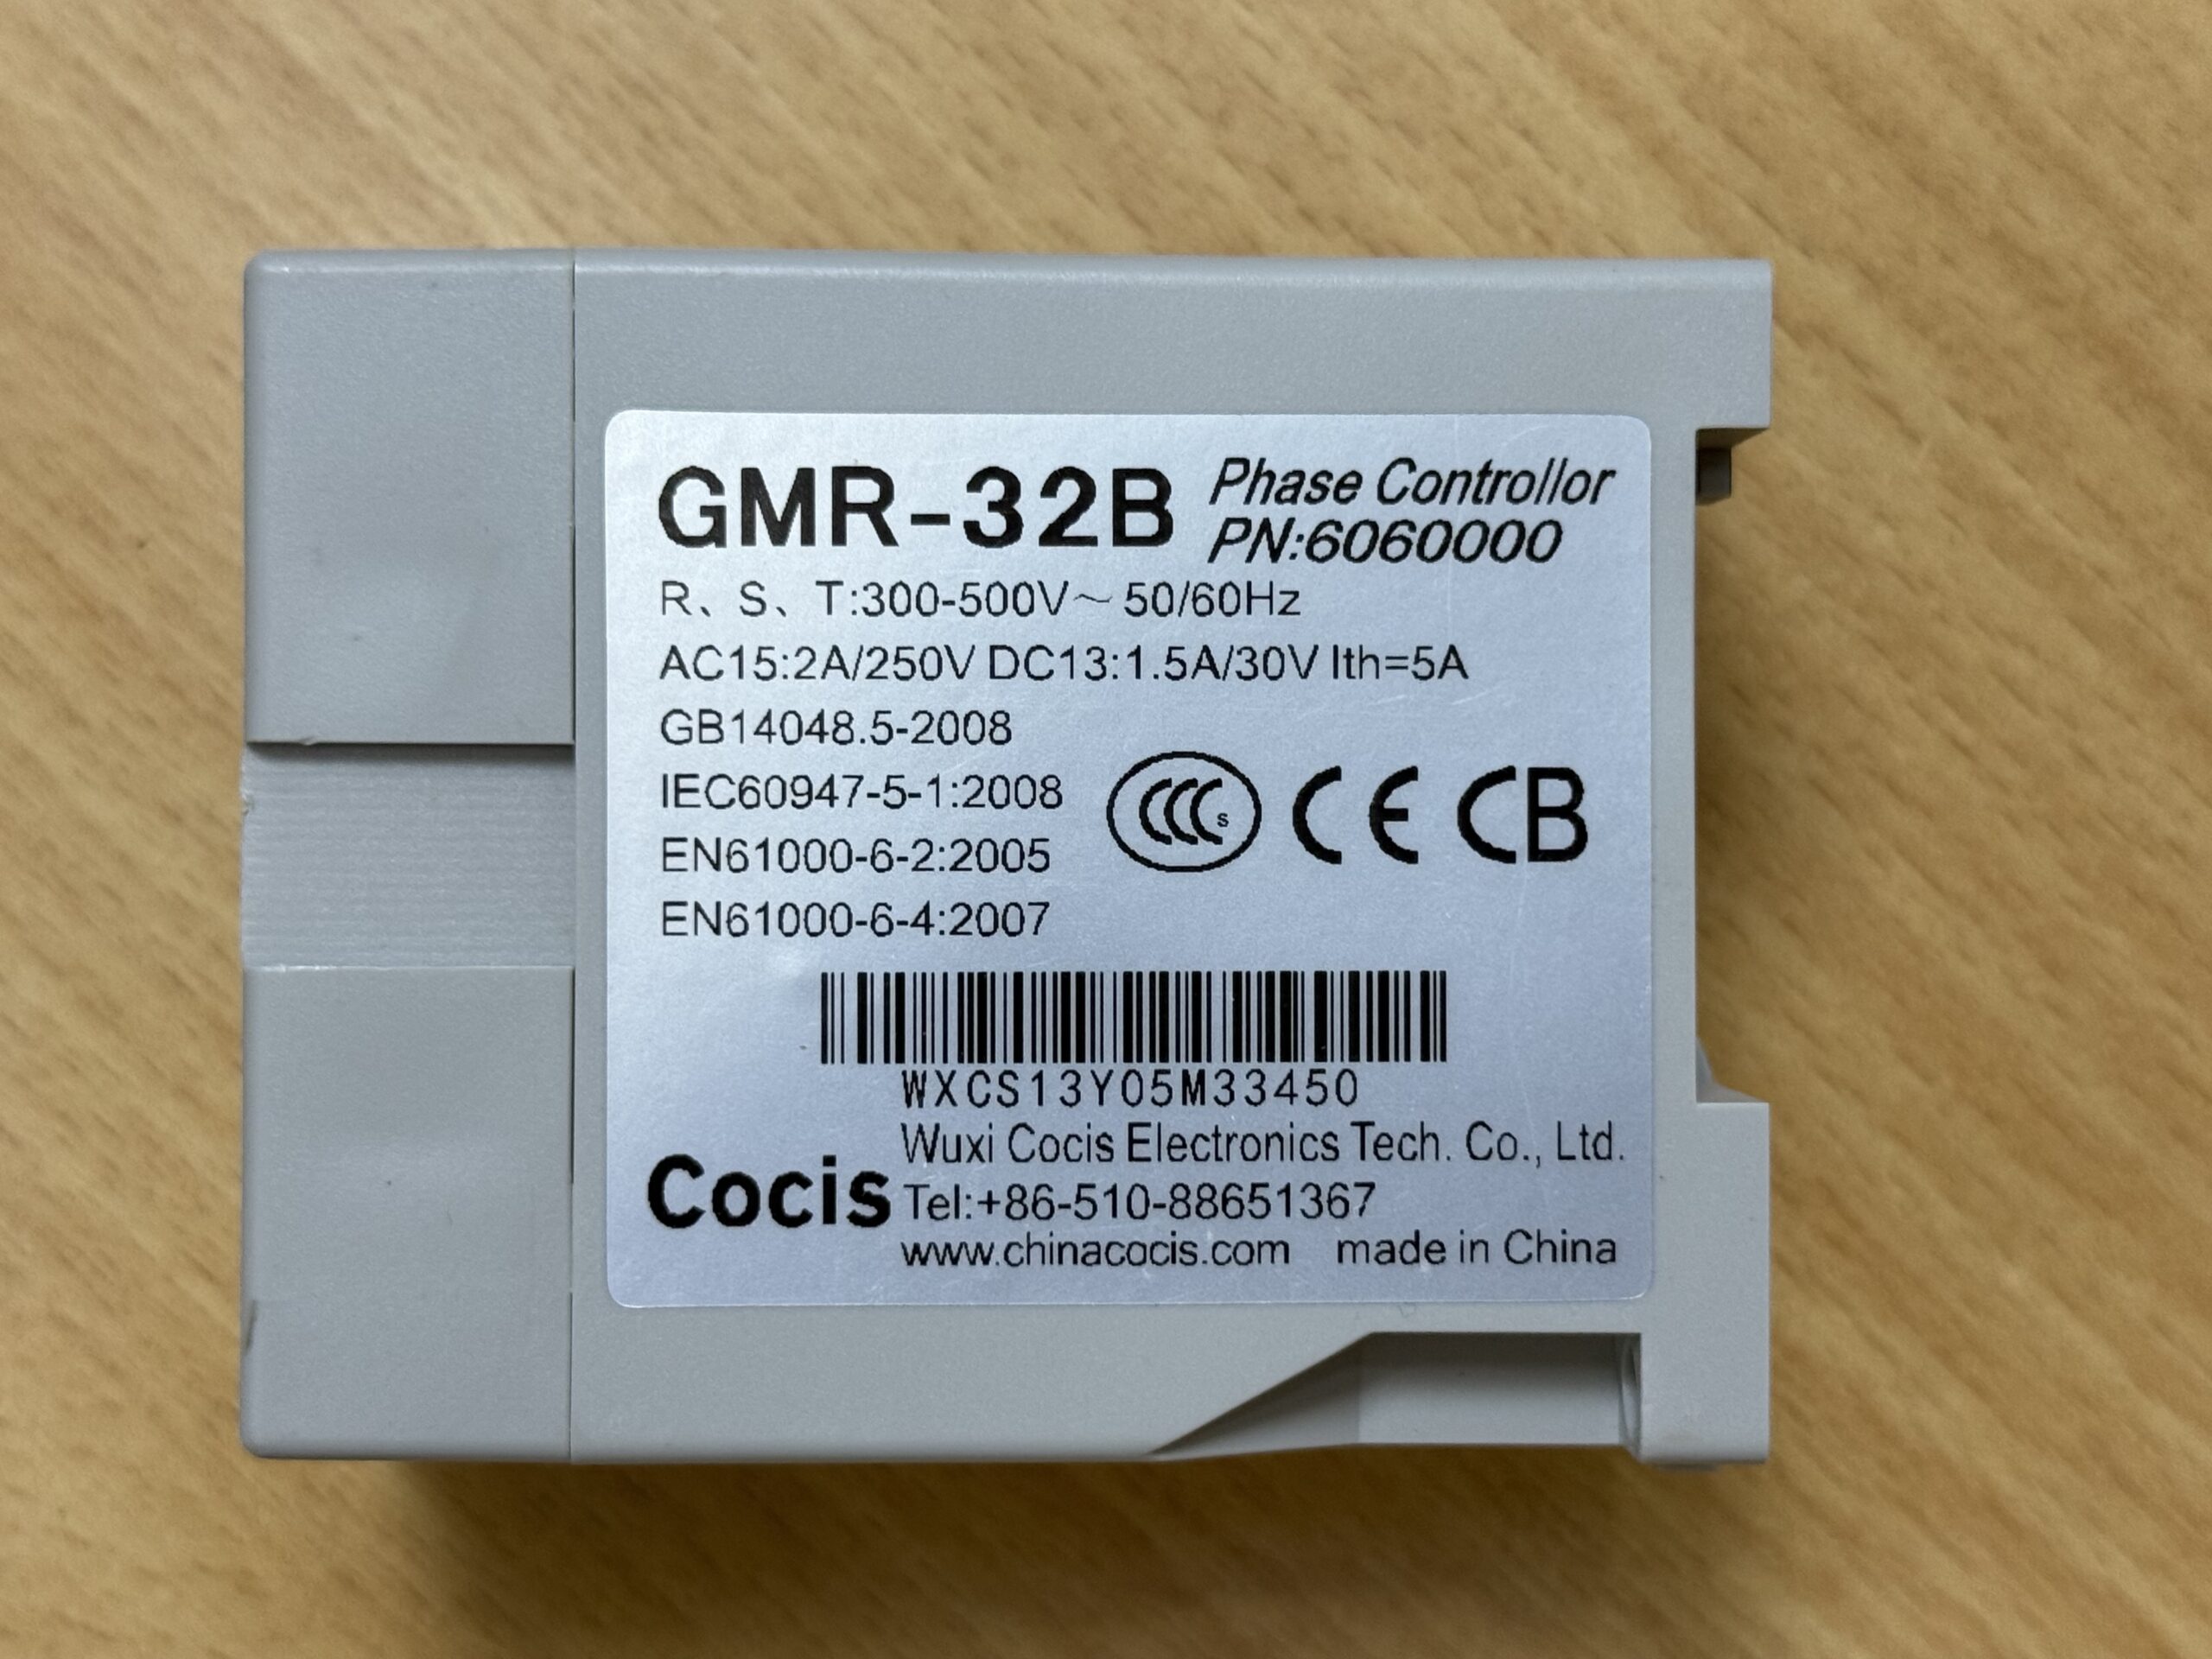 GMR-32B Phase Controllor
PN:6060000
R、S、T:300-500V～ 50/60Hz
AC15:2A/250V DC13:1.5A/30V Ith=5A
GB14048.5-2008
IEC60947-5-1:2008
EN61000-6-2:2005
EN61000-6-4:2007
CCC S CE CB
WXCS13Y05M33450
Wuxi Cocis Electronics Tech. Co., Ltd.
Cocis Tel:+86-510-88651367
www.chinacocis.com made in China